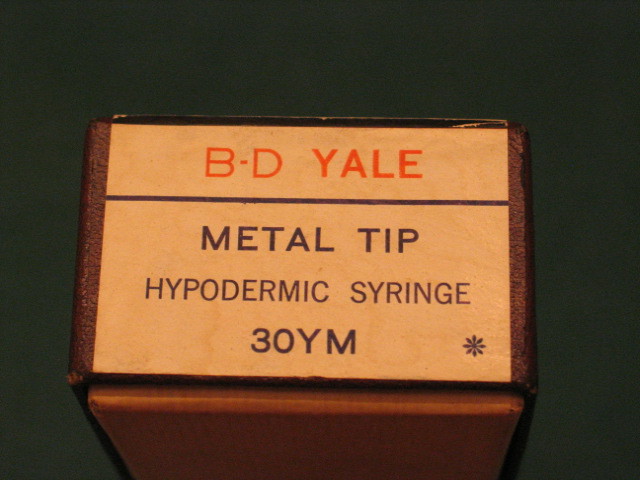 B-D YALE
METAL TIP
HYPODERMIC SYRINGE
30YM *